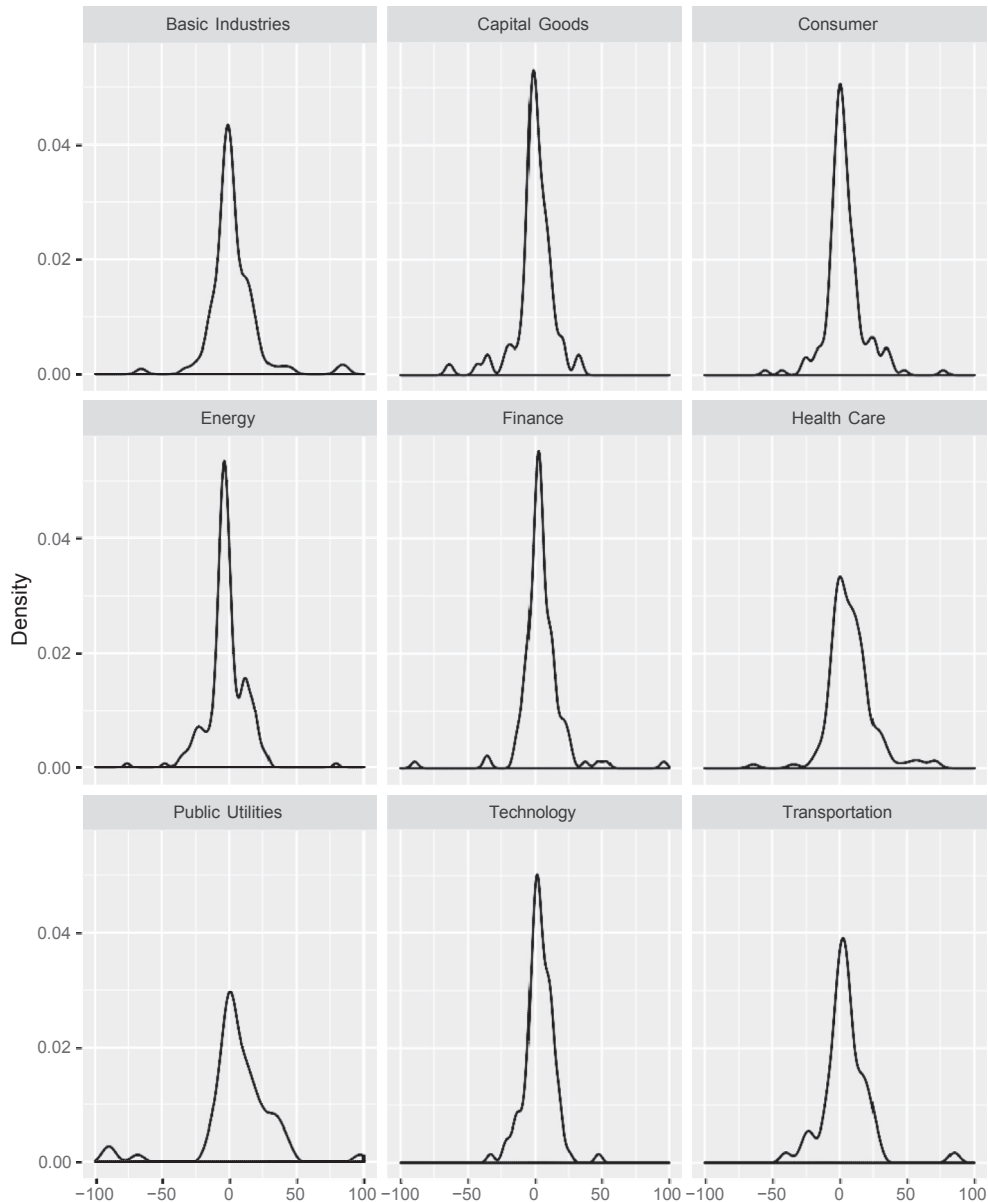 Basic Industries Capital Goods Consumer
0.04
0.02
0.00
Energy Finance Health Care
0.04
0.02
0.00
Density
Public Utilities Technology Transportation
0.04
0.02
0.00
−100 −50 0 50 100 −100 −50 0 50 100 −100 −50 0 50 100